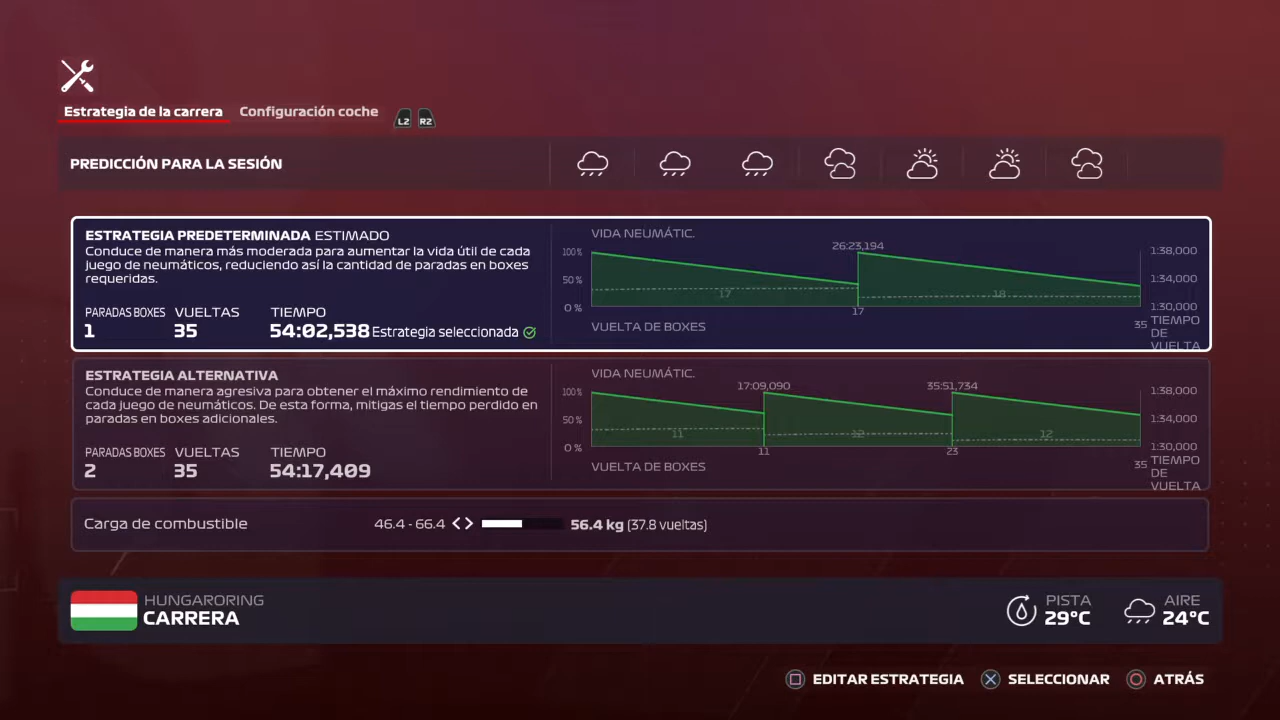 Estrategia de la carrera Configuración coche L2 R2
PREDICCIÓN PARA LA SESIÓN
ESTRATEGIA PREDETERMINADA ESTIMADO
Conduce de manera más moderada para aumentar la vida útil de cada
juego de neumáticos, reduciendo así la cantidad de paradas en boxes
requeridas.
PARADAS BOXES VUELTAS TIEMPO
1 35 54:02,538 Estrategia seleccionada
VIDA NEUMÁTIC.
26:23,194
100 % 1:38,000
50 % 1:34,000
17 18
0 % 1:30,000
17
35 TIEMPO
DE
VUELTA
VUELTA DE BOXES
ESTRATEGIA ALTERNATIVA
Conduce de manera agresiva para obtener el máximo rendimiento de
cada juego de neumáticos. De esta forma, mitigas el tiempo perdido en
paradas en boxes adicionales.
PARADAS BOXES VUELTAS TIEMPO
2 35 54:17,409
VIDA NEUMÁTIC.
17:09,090 35:51,734
100 % 1:38,000
50 % 1:34,000
11 12 12
0 % 1:30,000
11 23
35 TIEMPO
DE
VUELTA
VUELTA DE BOXES
Carga de combustible 46.4 - 66.4 <> 56.4 kg (37.8 vueltas)
HUNGARORING
CARRERA
PISTA
29°C
AIRE
24°C
EDITAR ESTRATEGIA SELECCIONAR ATRÁS